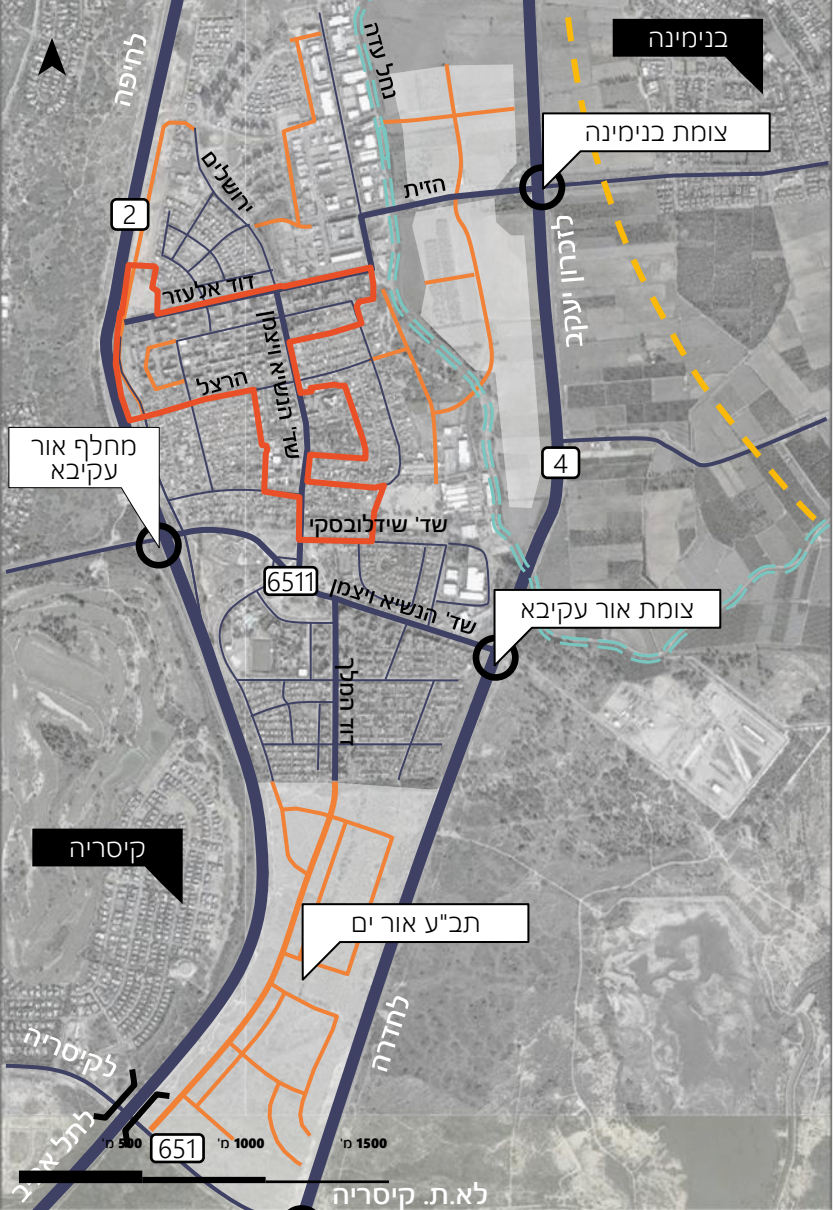 לחיפה
נחל עדה
בנימינה
צומת בנימינה
ירושלים
הזית
2
לזכרון יעקב
דוד אלעזר
שד' הנשיא ויצמן
הרצל
מחלף אור
עקיבא
4
שד' שידלובסקי
6511
שד' הנשיא ויצמן
צומת אור עקיבא
דוד המלך
קיסריה
תב"ע אור ים
לחדרה
לקיסריה
לתל אביב
500 מ'
651
1000 מ'
1500 מ'
לא.ת. קיסריה